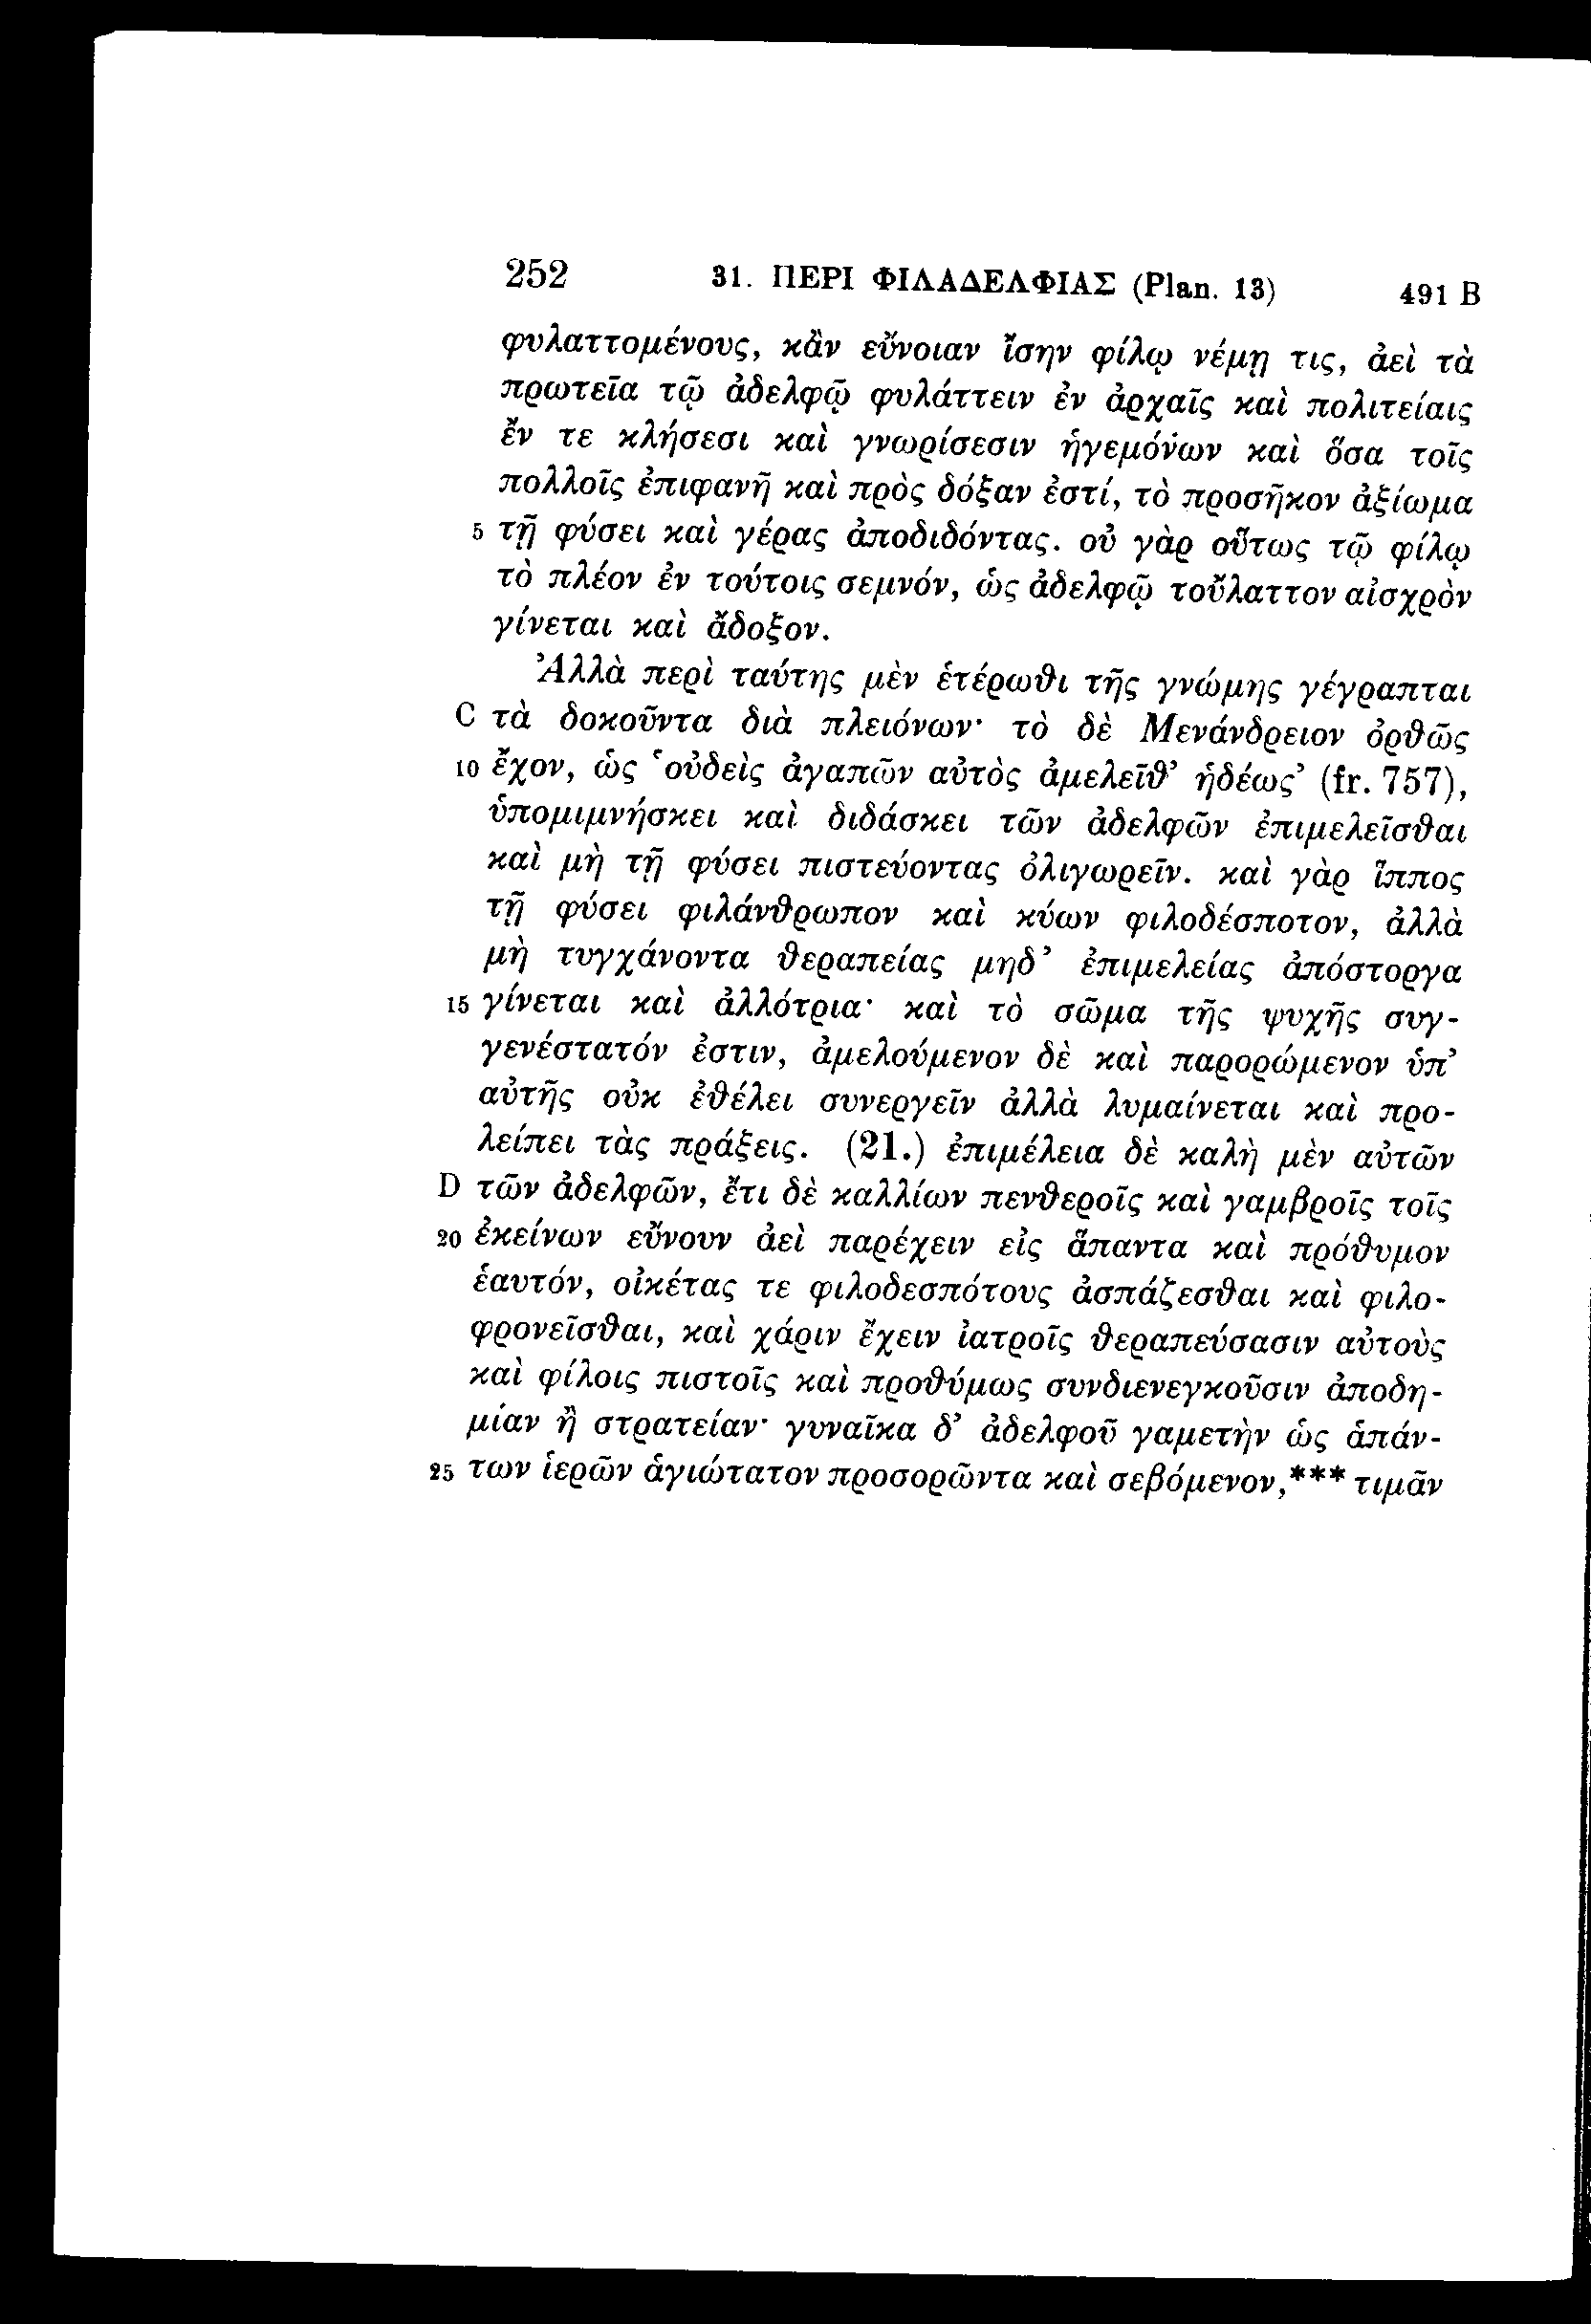 252 31. ΠΕΡΙ ΦΙΛΑΔΕΛΦΙΑΣ (Plan. 13) 491 B
φυλαττομένους, κἂν εὔνοιαν ἴσην φίλῳ νέμῃ τις, ἀεὶ τὰ
πρωτεῖα τῷ ἀδελφῷ φυλάττειν ἐν ἀρχαῖς καὶ πολιτείαις
ἔν τε κλήσεσι καὶ γνωρίσεσιν ἡγεμόνων καὶ ὅσα τοῖς
πολλοῖς ἐπιφανῆ καὶ πρὸς δόξαν ἐστί, τὸ προσῆκον ἀξίωμα
5 τῇ φύσει καὶ γέρας ἀποδιδόντας. οὐ γὰρ οὕτως τῷ φίλῳ
τὸ πλέον ἐν τούτοις σεμνόν, ὡς ἀδελφῷ τοὔλαττον αἰσχρὸν
γίνεται καὶ ἄδοξον.
Ἀλλὰ περὶ ταύτης μὲν ἑτέρωθι τῆς γνώμης γέγραπται
C τὰ δοκοῦντα διὰ πλειόνων· τὸ δὲ Μενάνδρειον ὀρθῶς
10 ἔχον, ὡς ‘οὐδεὶς ἀγαπῶν αὐτὸς ἀμελεῖθ’ ἡδέως’ (fr. 757),
ὑπομιμνήσκει καὶ διδάσκει τῶν ἀδελφῶν ἐπιμελεῖσθαι
καὶ μὴ τῇ φύσει πιστεύοντας ὀλιγωρεῖν. καὶ γὰρ ἵππος
τῇ φύσει φιλάνθρωπον καὶ κύων φιλοδέσποτον, ἀλλὰ
μὴ τυγχάνοντα θεραπείας μηδ’ ἐπιμελείας ἀπόστοργα
15 γίνεται καὶ ἀλλότρια· καὶ τὸ σῶμα τῆς ψυχῆς συγ-
γενέστατόν ἐστιν, ἀμελούμενον δὲ καὶ παρορώμενον ὑπ’
αὐτῆς οὐκ ἐθέλει συνεργεῖν ἀλλὰ λυμαίνεται καὶ προ-
λείπει τὰς πράξεις. (21.) ἐπιμέλεια δὲ καλὴ μὲν αὐτῶν
D τῶν ἀδελφῶν, ἔτι δὲ καλλίων πενθεροῖς καὶ γαμβροῖς τοῖς
20 ἐκείνων εὔνουν ἀεὶ παρέχειν εἰς ἅπαντα καὶ πρόθυμον
ἑαυτόν, οἰκέτας τε φιλοδεσπότους ἀσπάζεσθαι καὶ φιλο-
φρονεῖσθαι, καὶ χάριν ἔχειν ἰατροῖς θεραπεύσασιν αὐτοὺς
καὶ φίλοις πιστοῖς καὶ προθύμως συνδιενεγκοῦσιν ἀποδη-
μίαν ἢ στρατείαν· γυναῖκα δ’ ἀδελφοῦ γαμετὴν ὡς ἁπάν-
25 των ἱερῶν ἁγιώτατον προσορῶντα καὶ σεβόμενον,*** τιμᾶν